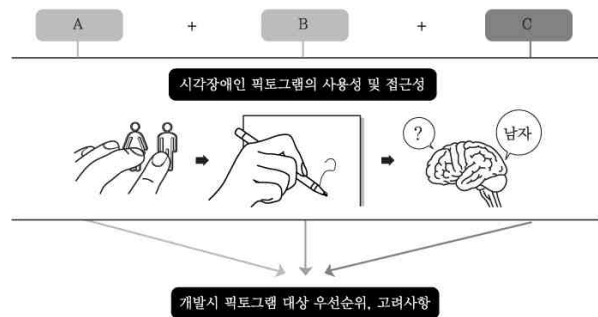 A + B + C
시각장애인 픽토그램의 사용성 및 접근성
? 남자
개발시 픽토그램 대상 우선순위, 고려사항